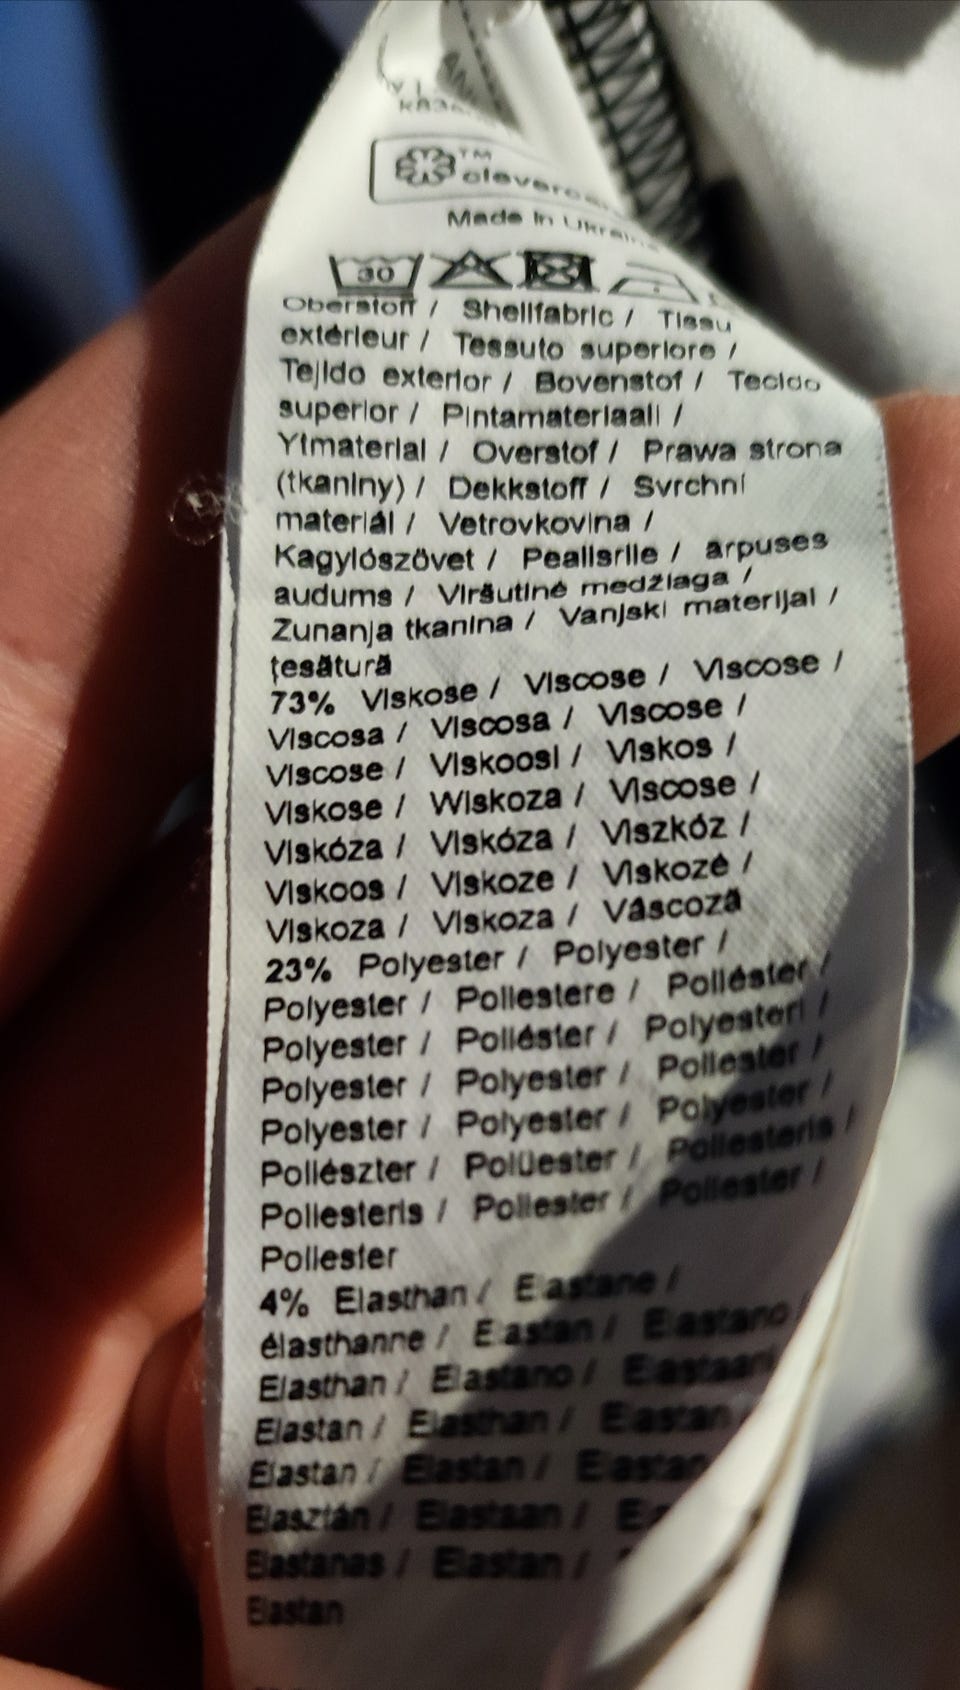 TM
clever
Made in Ukraine
30
Oberstoff / Shellfabric / Tissu
extérieur / Tessuto superiore /
Tejido exterior / Bovenstof / Tecido
superior / Pintamateriaali /
Ytmaterial / Overstof / Prawa strona
(tkaniny) / Dekkstoff / Svrchní
materiál / Vetrovkovina /
Kagylószövet / Pealisriie / arpuses
audums / Viršutinė medžiaga /
Zunanja tkanina / Vanjski materijal /
țesătură
73% Viskose / Viscose / Viscose /
Viscosa / Viscosa / Viscose /
Viscose / Viskoosi / Viskos /
Viskose / Wiskoza / Viscose /
Viskóza / Viskóza / Viszkóz /
Viskoos / Viskoze / Viskozė /
Viskoza / Viskoza / Vâscoză
23% Polyester / Polyester /
Polyester / Poliestere / Poliéster /
Polyester / Poliéster / Polyesteri /
Polyester / Polyester / Poliester /
Polyester / Polyester / Polyester /
Poliészter / Polüester / Poliesteris /
Poliesteris / Poliester / Poliester /
Poliester
4% Elasthan / Elastane /
élasthanne / Elastan / Elastano
Elasthan / Elastano / Elastaani
Elastan / Elasthan / Elastan
Elastan / Elastan / Elastan
Elasztán / Elastaan /
Elastanas / Elastan /
Elastan